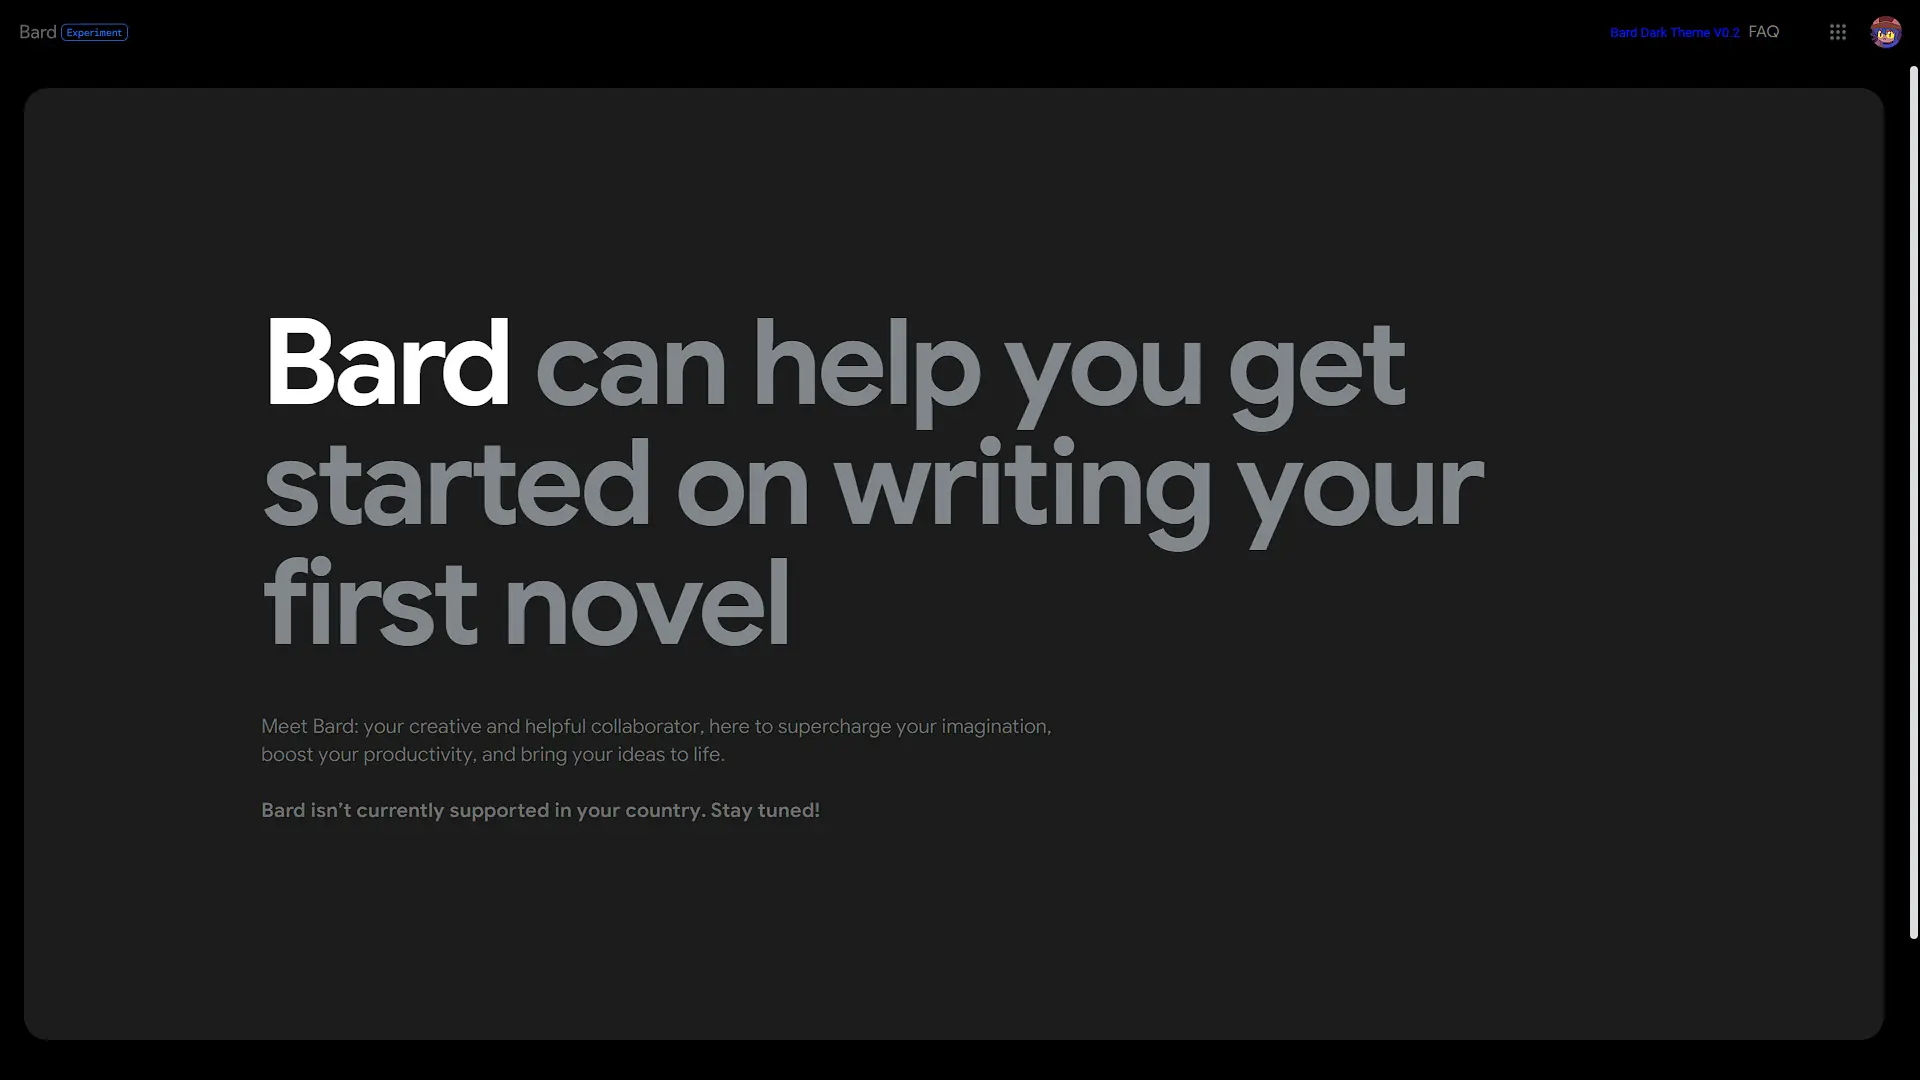 Bard Experiment
Bard Dark Theme V0.2 FAQ
Bard can help you get
started on writing your
first novel
Meet Bard: your creative and helpful collaborator, here to supercharge your imagination,
boost your productivity, and bring your ideas to life.
Bard isn’t currently supported in your country. Stay tuned!